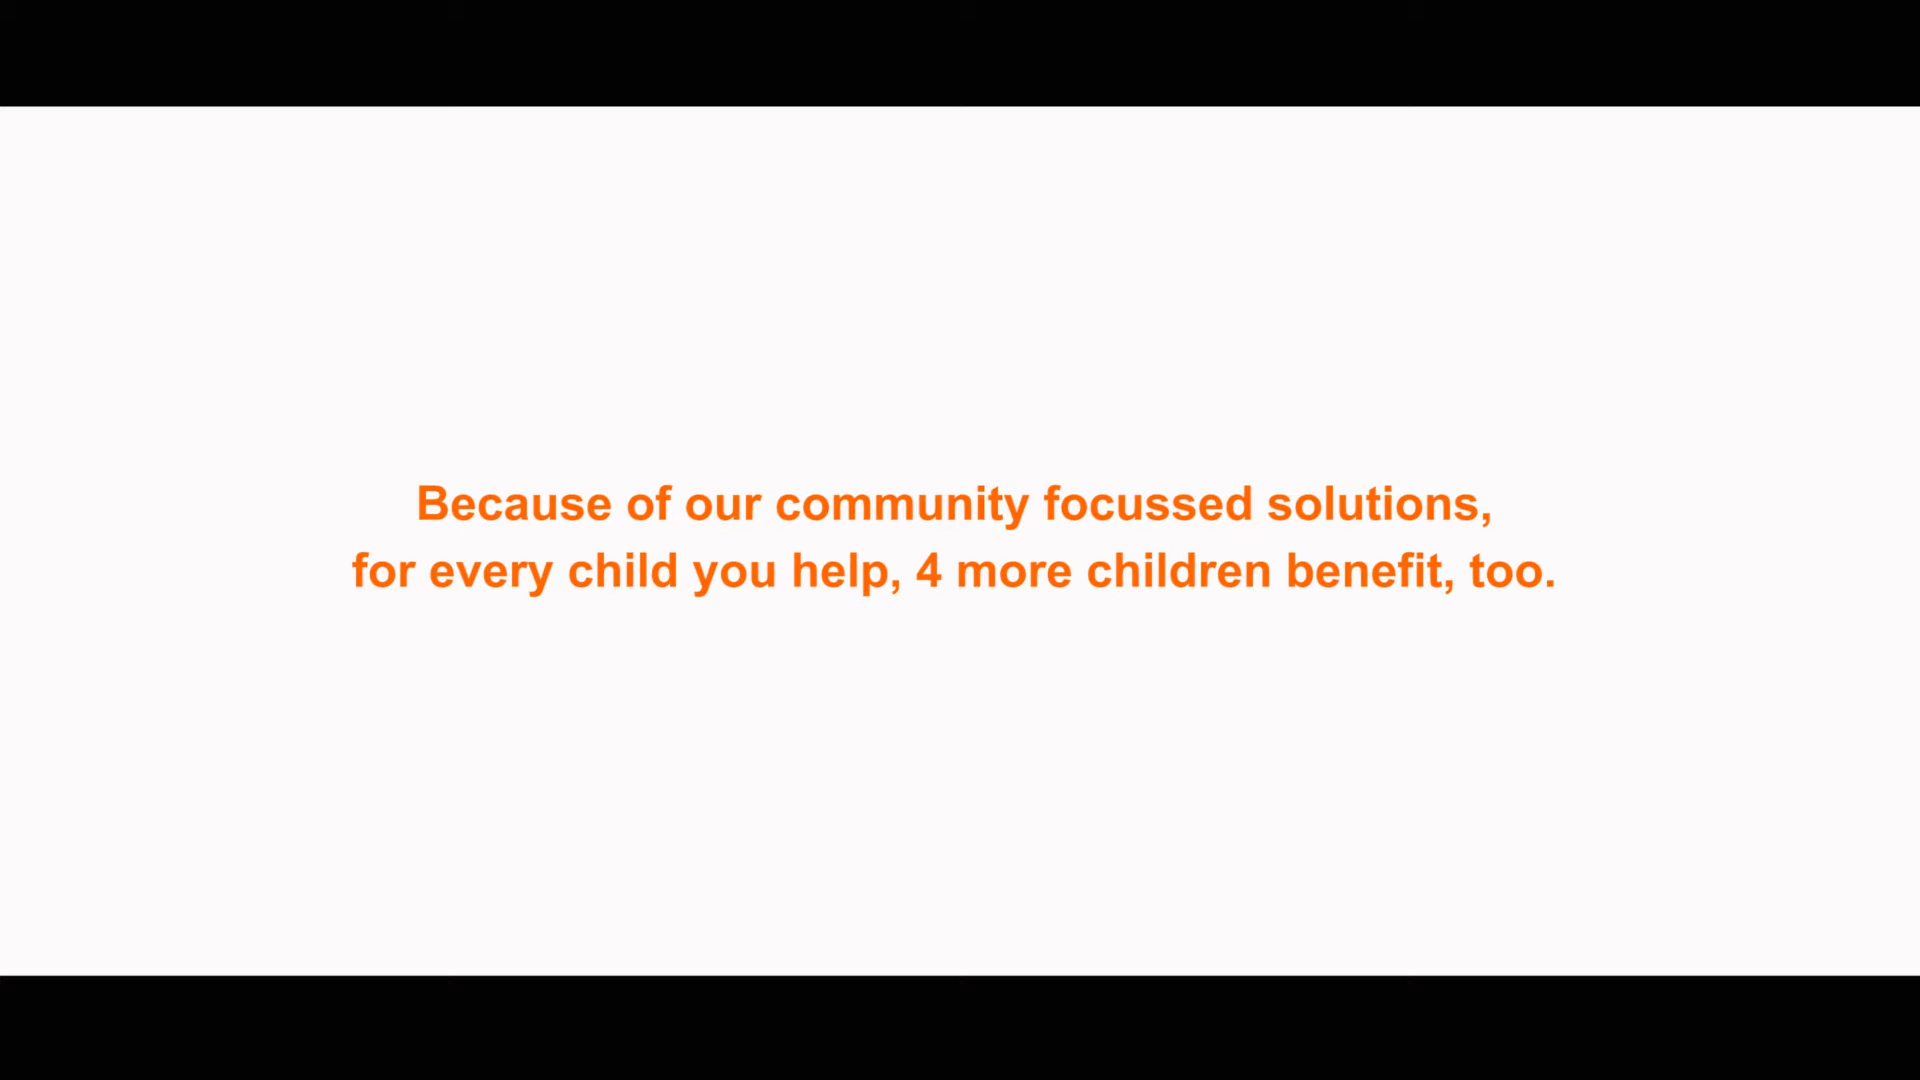 Because of our community focussed solutions,
for every child you help, 4 more children benefit, too.